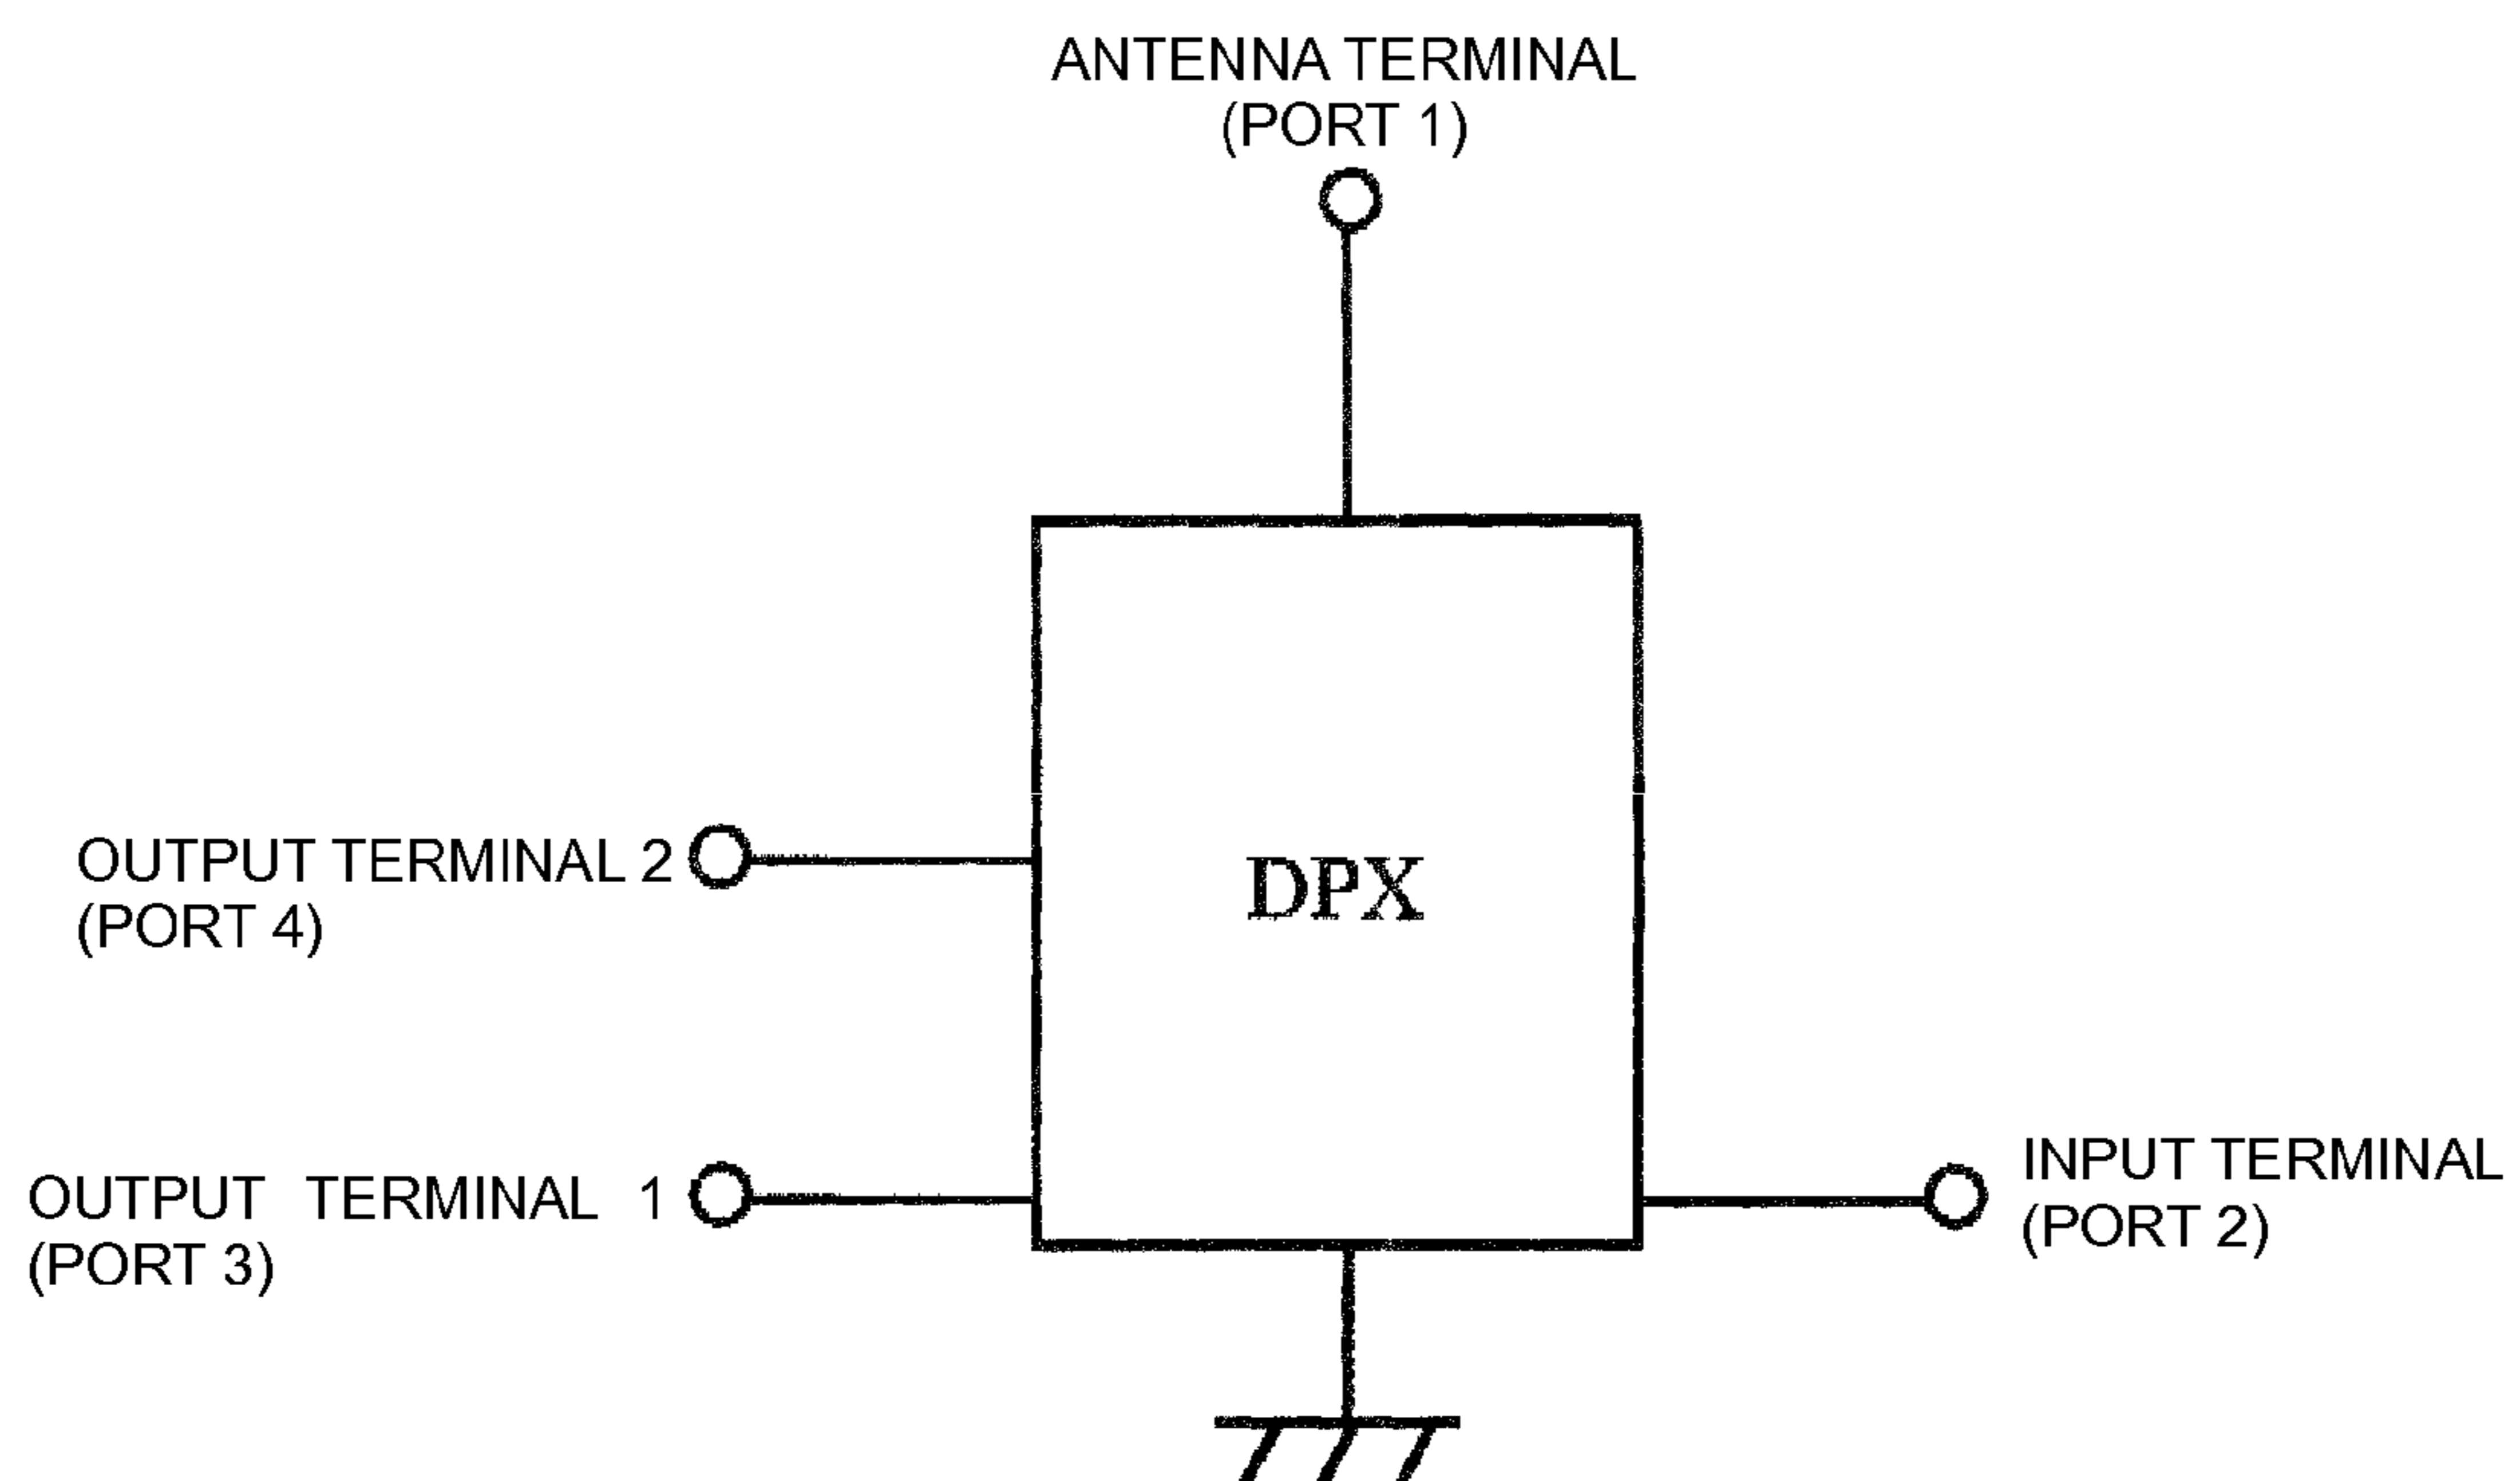 ANTENNA TERMINAL
(PORT 1)
OUTPUT TERMINAL 2
(PORT 4)
DPX
OUTPUT TERMINAL 1
(PORT 3)
INPUT TERMINAL
(PORT 2)